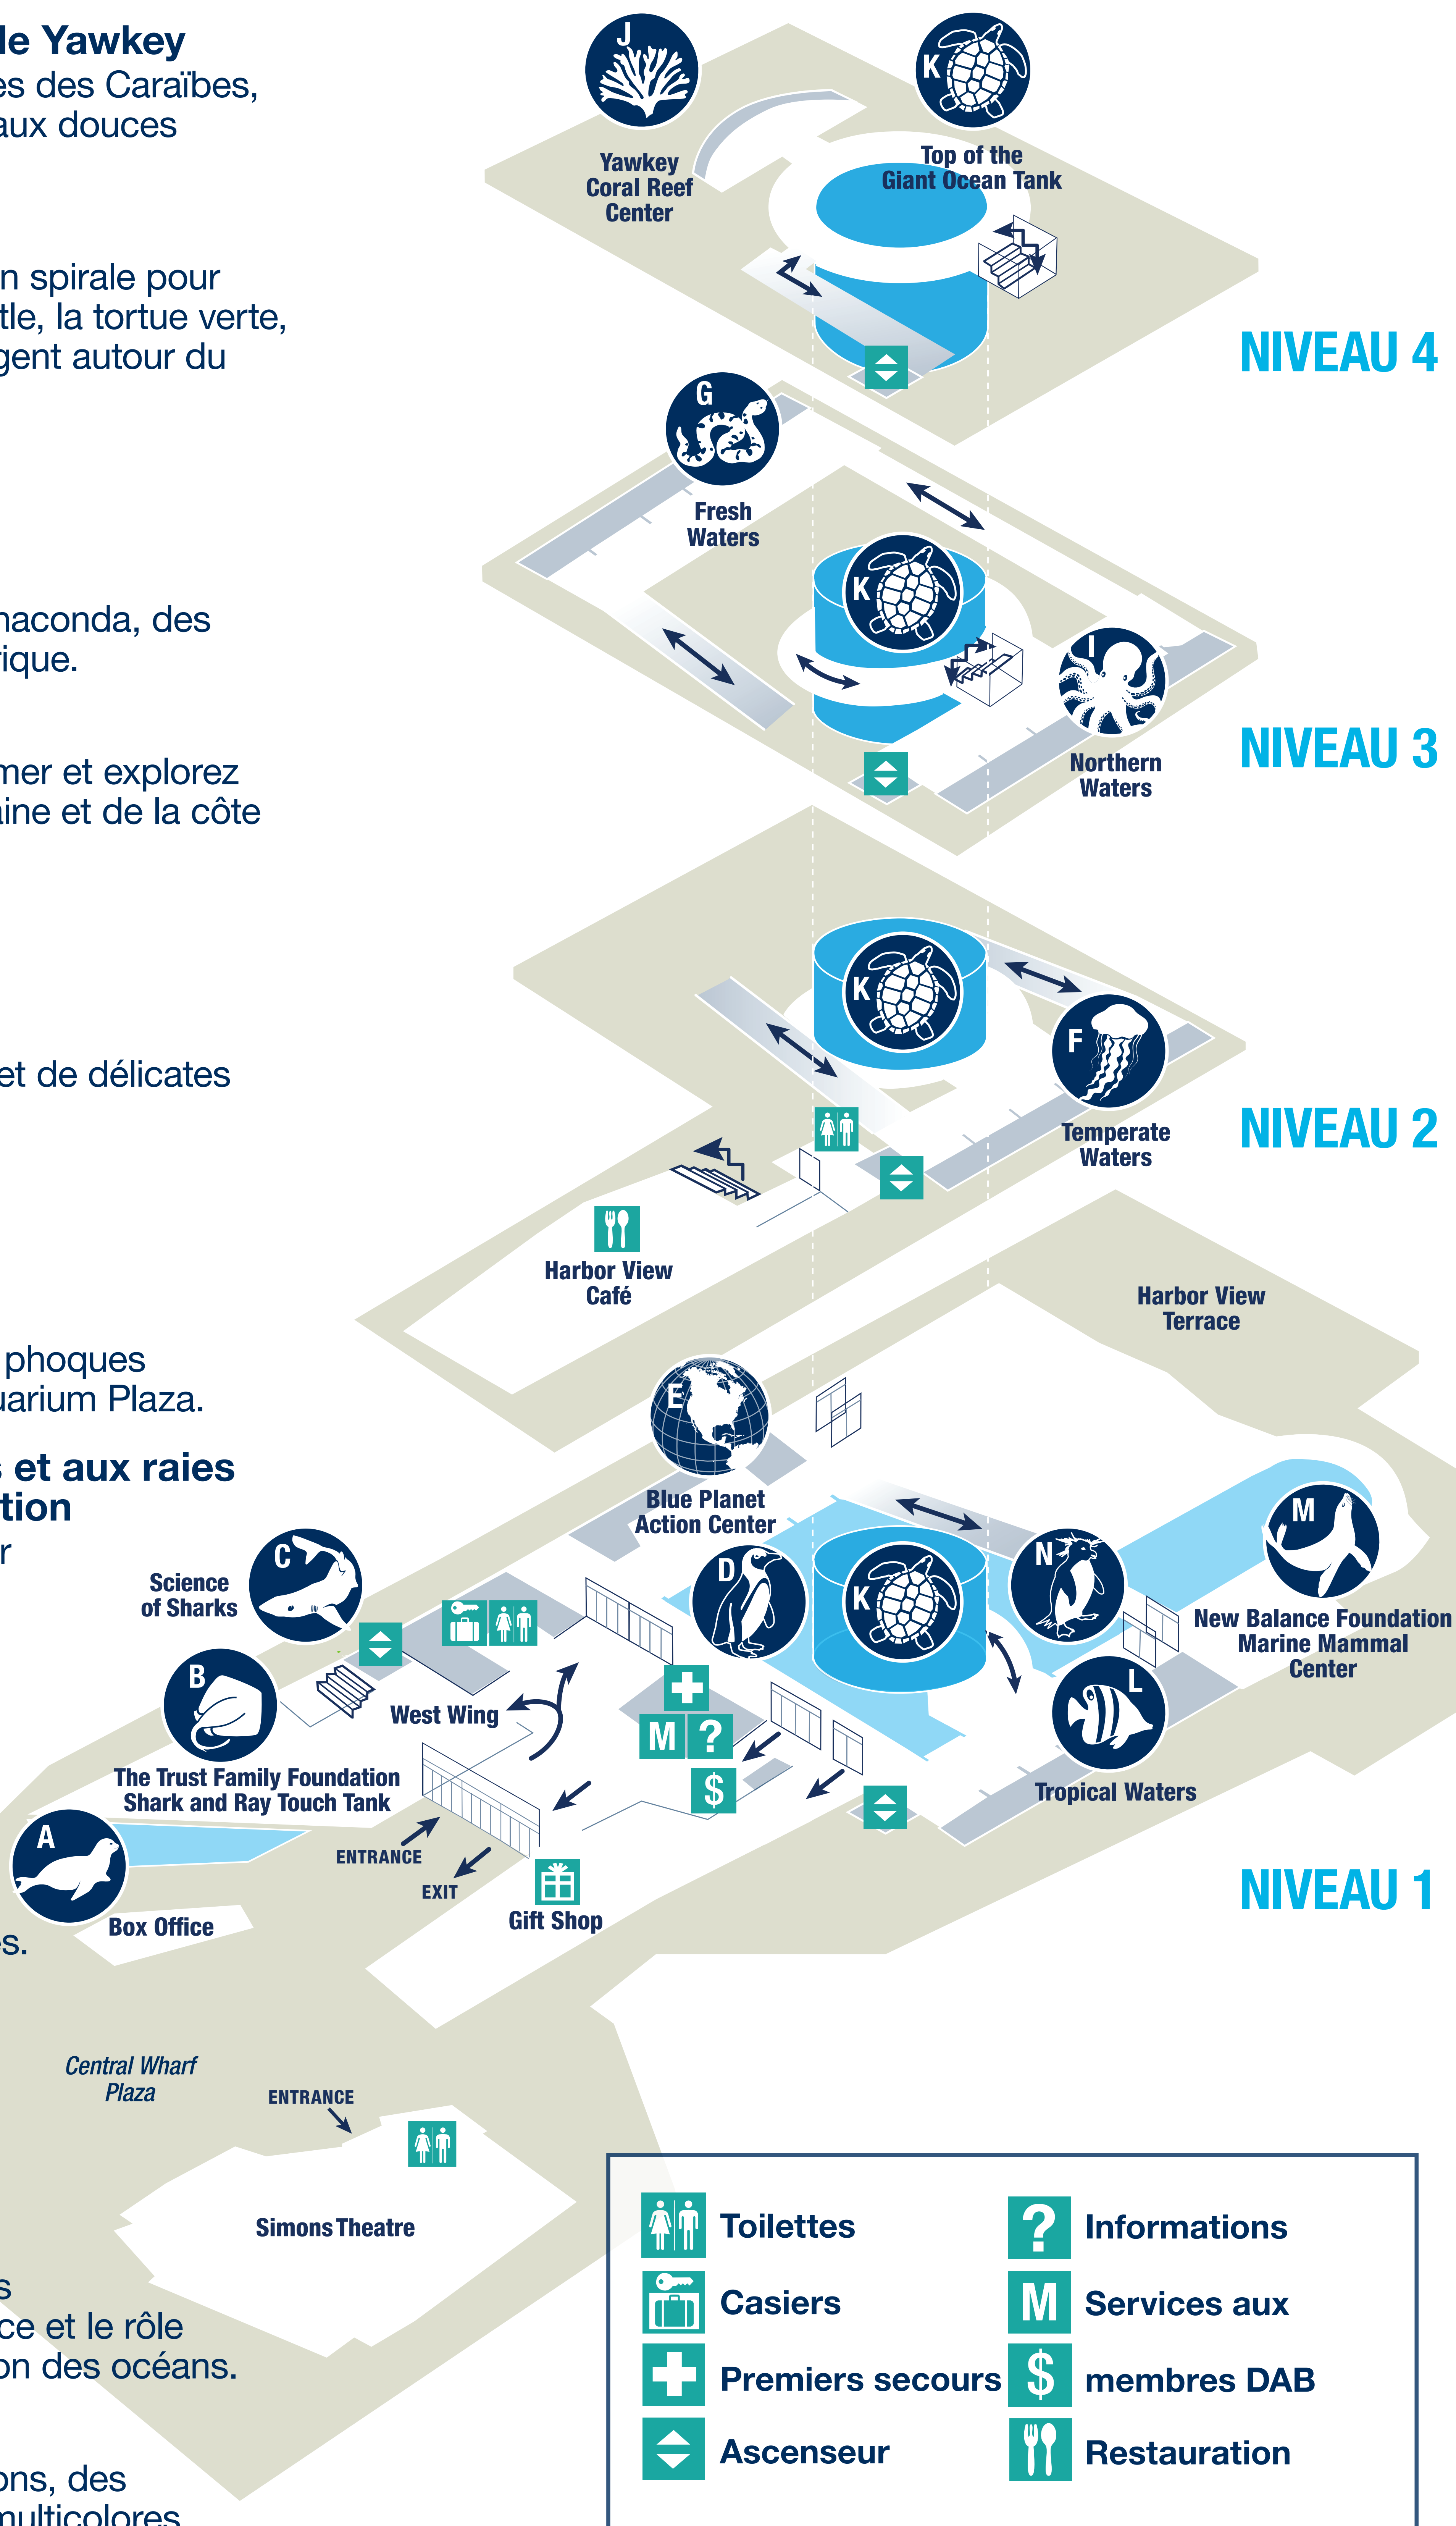 le Yawkey
es des Caraïbes,
aux douces
n spirale pour
tle, la tortue verte,
gent autour du
naconda, des
rique.
mer et explorez
aine et de la côte
et de délicates
phoques
uarium Plaza.
s et aux raies
tion
r
es.
s
ce et le rôle
on des océans.
ons, des
multicolores
J
Yawkey
Coral Reef
Center
K
Top of the
Giant Ocean Tank
NIVEAU 4
G
Fresh
Waters
K
I
Northern
Waters
NIVEAU 3
K
F
Temperate
Waters
NIVEAU 2
Harbor View
Café
Harbor View
Terrace
E
Blue Planet
Action Center
C
Science
of Sharks
D
K
N
M
New Balance Foundation
Marine Mammal
Center
B
The Trust Family Foundation
Shark and Ray Touch Tank
West Wing
M ?
$
L
Tropical Waters
A
Box Office
ENTRANCE
EXIT
Gift Shop
NIVEAU 1
Central Wharf
Plaza
ENTRANCE
Simons Theatre
Toilettes
Casiers
Premiers secours
Ascenseur
? Informations
M Services aux
$ membres DAB
Restauration